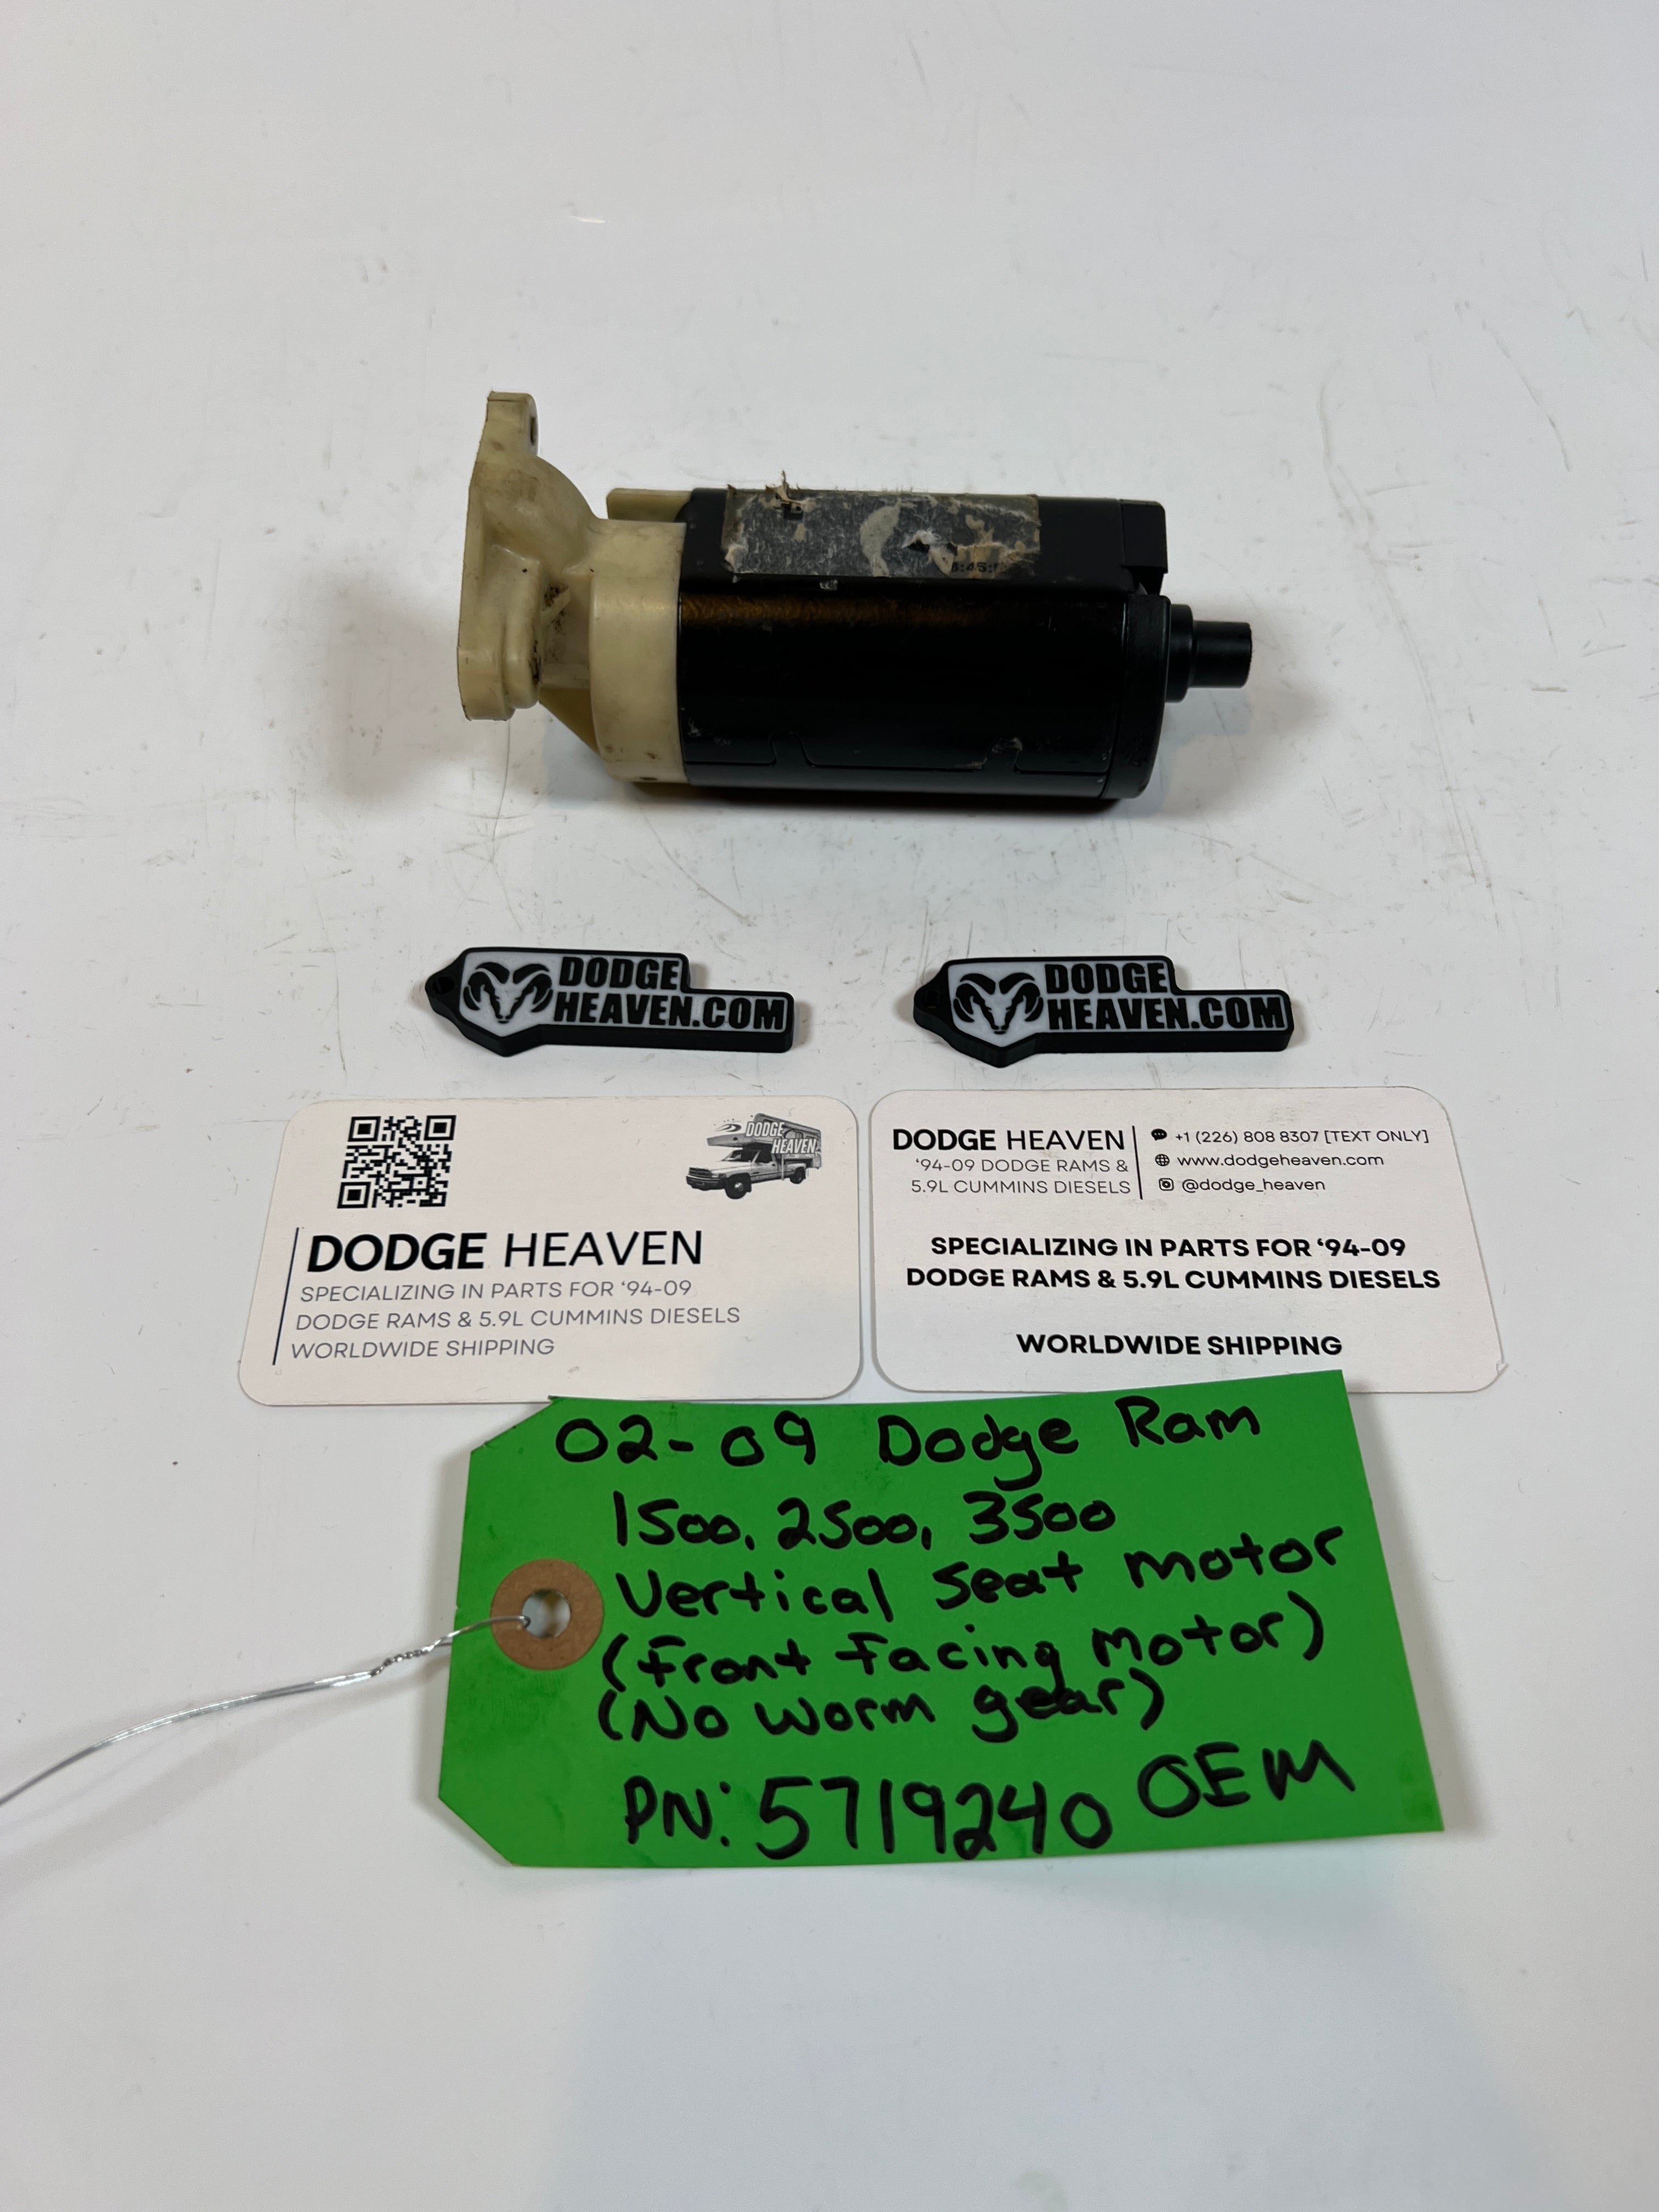 DODGE
HEAVEN.COM
DODGE
HEAVEN.COM
DODGE
HEAVEN
DODGE HEAVEN
SPECIALIZING IN PARTS FOR ‘94-09
DODGE RAMS & 5.9L CUMMINS DIESELS
WORLDWIDE SHIPPING
DODGE HEAVEN
‘94-09 DODGE RAMS &
5.9L CUMMINS DIESELS
+1 (226) 808 8307 [TEXT ONLY]
www.dodgeheaven.com
@dodge_heaven
SPECIALIZING IN PARTS FOR ‘94-09
DODGE RAMS & 5.9L CUMMINS DIESELS
WORLDWIDE SHIPPING
02-09 Dodge Ram
1500, 2500, 3500
Vertical Seat motor
(Front Facing Motor)
(No worm gear)
PN: 5719240 OEM